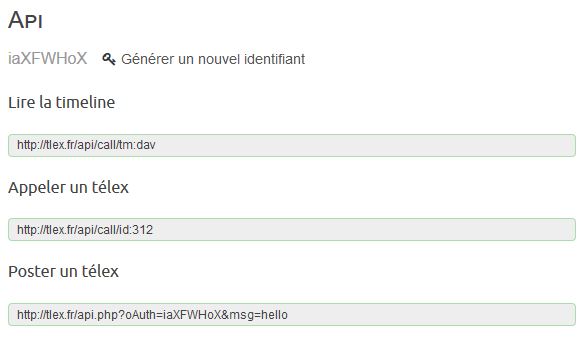 Api
iaXFWHoX Générer un nouvel identifiant
Lire la timeline
http://tlex.fr/api/call/tm:dav
Appeler un télex
http://tlex.fr/api/call/id:312
Poster un télex
http://tlex.fr/api.php?oAuth=iaXFWHoX&msg=hello